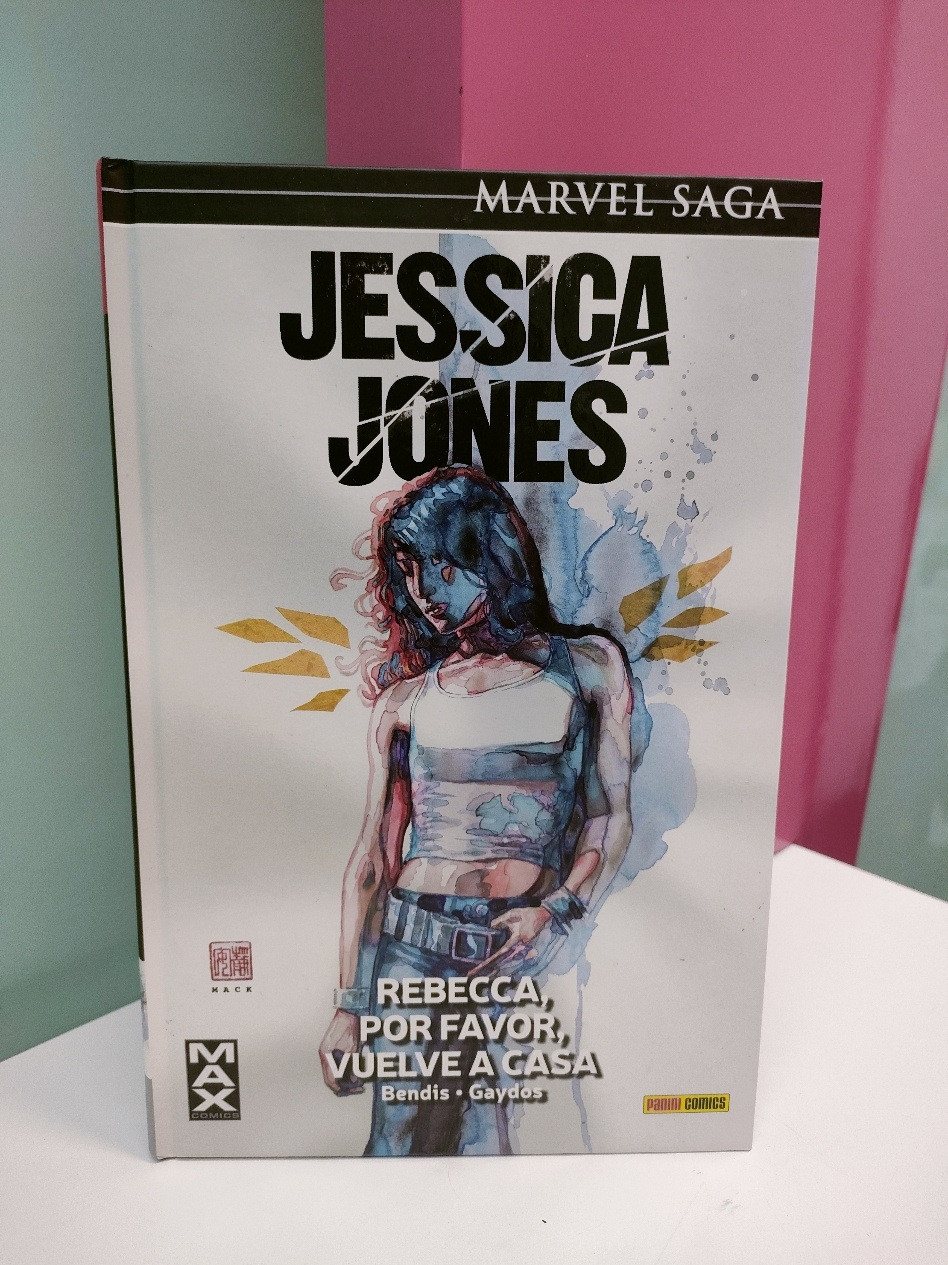 MARVEL SAGA
JESSICA
JONES
MACK
REBECCA,
POR FAVOR,
VUELVE A CASA
Bendis • Gaydos
MAX
COMICS
PANINI COMICS